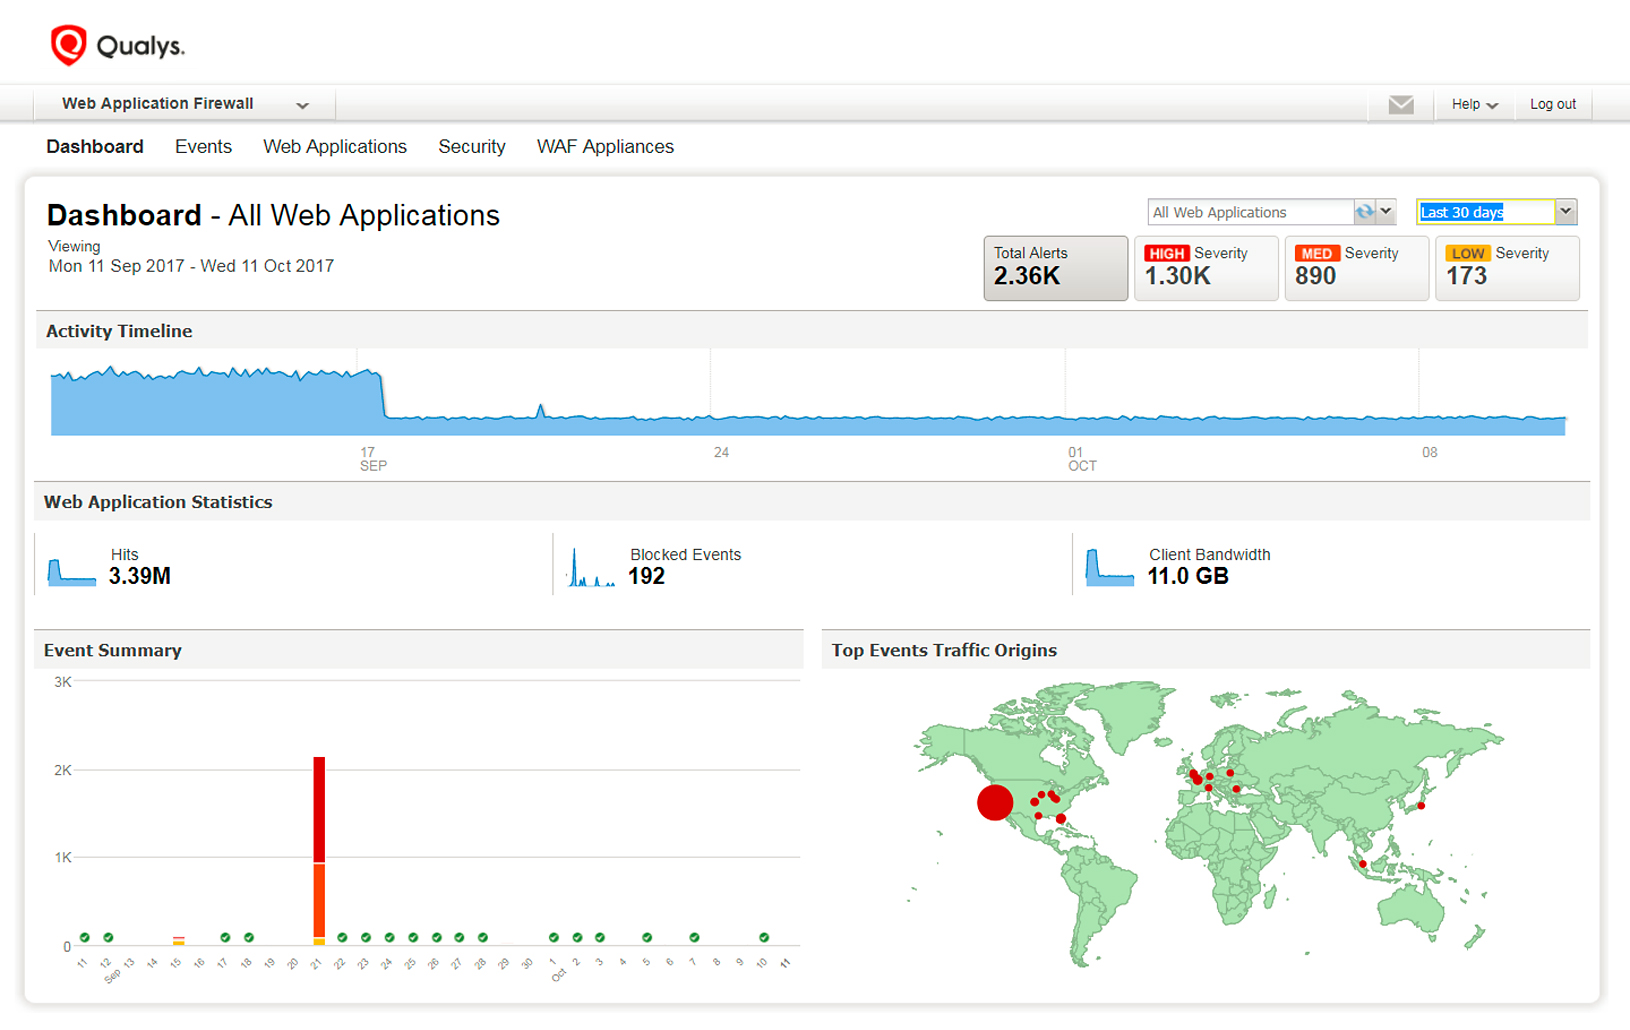 Qualys.
Web Application Firewall
Help
Log out
Dashboard
Events
Web Applications
Security
WAF Appliances
Dashboard - All Web Applications
All Web Applications
Last 30 days
Viewing
Mon 11 Sep 2017 - Wed 11 Oct 2017
Total Alerts
2.36K
HIGH Severity
1.30K
MED Severity
890
LOW Severity
173
Activity Timeline
17
SEP
24
01
OCT
08
Web Application Statistics
Hits
3.39M
Blocked Events
192
Client Bandwidth
11.0 GB
Event Summary
3K
2K
1K
0
11 12 13 14 15 16 17 18 19 20 21 22 23 24 25 26 27 28 29 30 1 2 3 4 5 6 7 8 9 10 11
Sep Oct
Top Events Traffic Origins